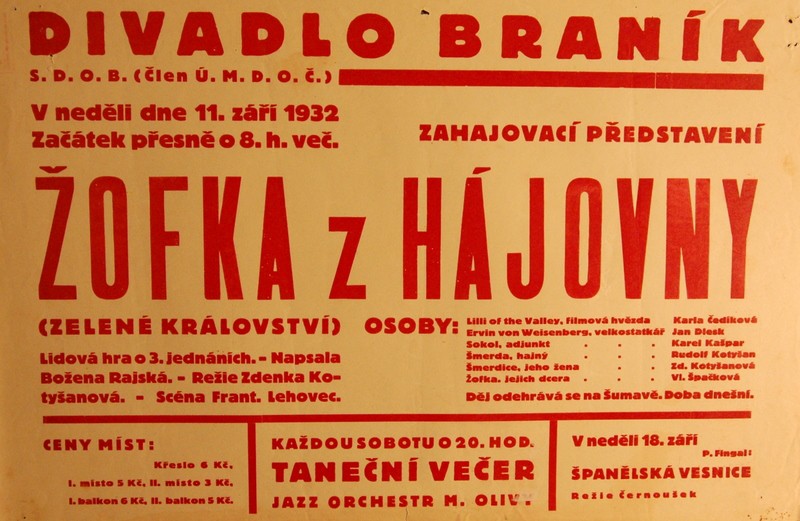 DIVADLO BRANÍK
S. D. O. B. (Člen Ú. M. D. O. Č.)
V neděli dne 11. září 1932
Začátek přesně o 8. h. več.
ZAHAJOVACÍ PŘEDSTAVENÍ
ŽOFKA z HÁJOVNY
(ZELENÉ KRÁLOVSTVÍ)
Lidová hra o 3. jednáních. - Napsala
Božena Rajská. - Režie Zdenka Ko-
tyšanová. - Scéna Frant. Lehovec.
OSOBY:
Lilli of the Valley, filmová hvězda Karla Čedíková
Ervin von Weisenberg, velkostatkář Jan Dlesk
Sokol, adjunkt . . . Karel Kašpar
Šmerda, hajný . . . Rudolf Kotyšan
Šmerdice, jeho žena . . Zd. Kotyšanová
Žofka, jejich dcera . . . Vl. Špačková
Děj odehrává se na Šumavě. Doba dnešní.
CENY MÍST:
Křeslo 6 Kč,
I. místo 5 Kč, II. místo 3 Kč,
I. balkon 6 Kč, II. balkon 5 Kč.
KAŽDOU SOBOTU O 20. HOD.
TANEČNÍ VEČER
JAZZ ORCHESTR M. OLIVY
V neděli 18. září
P. Fingal:
ŠPANĚLSKÁ VESNICE
Režie Černoušek